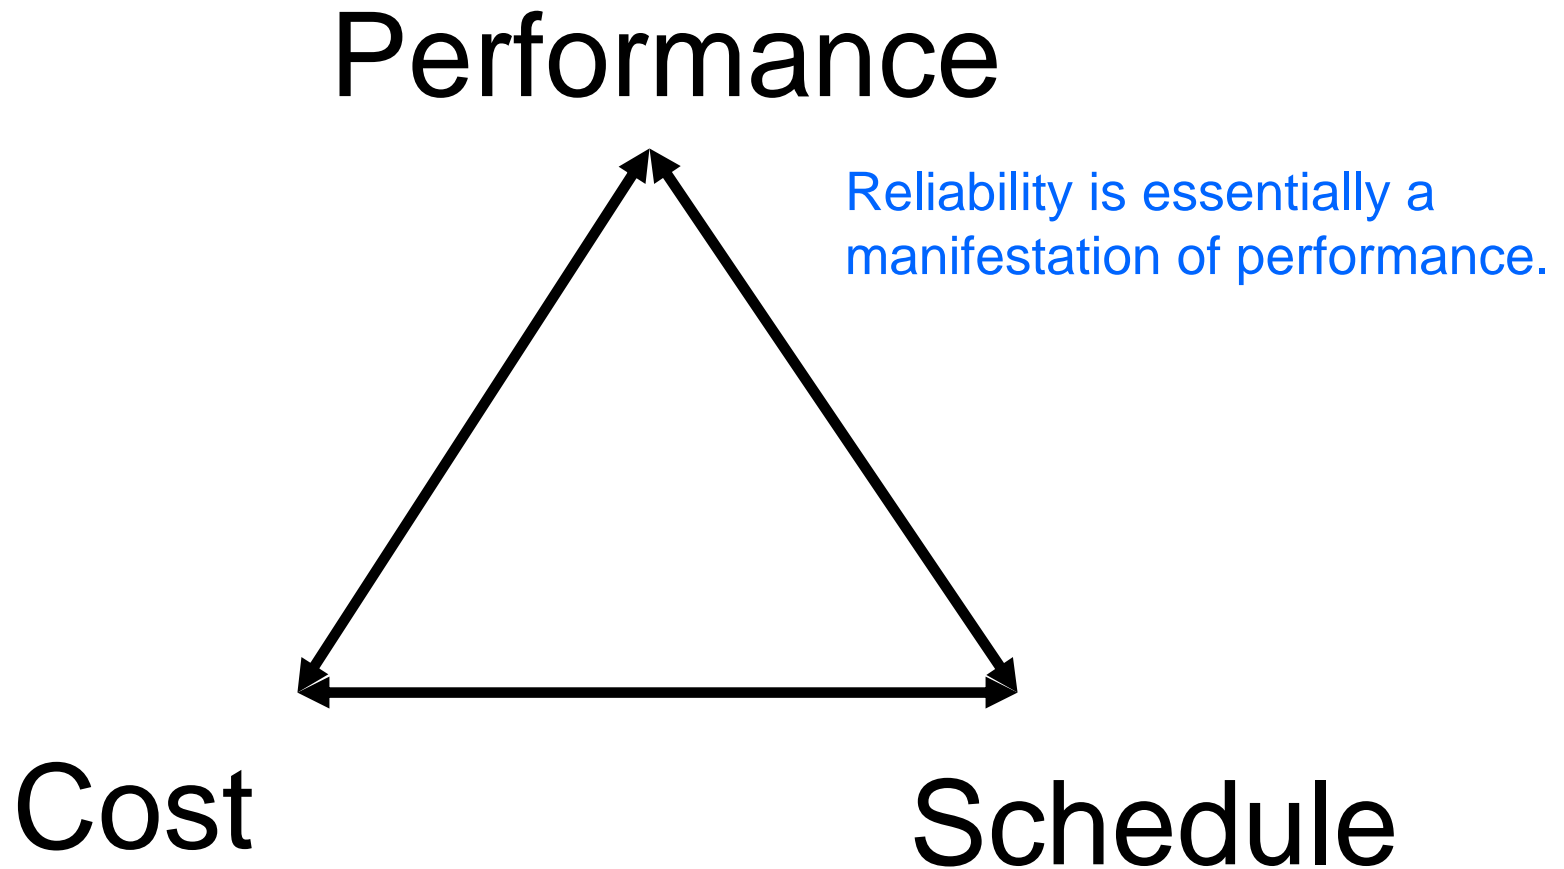 Performance
Reliability is essentially a
manifestation of performance.
Cost
Schedule